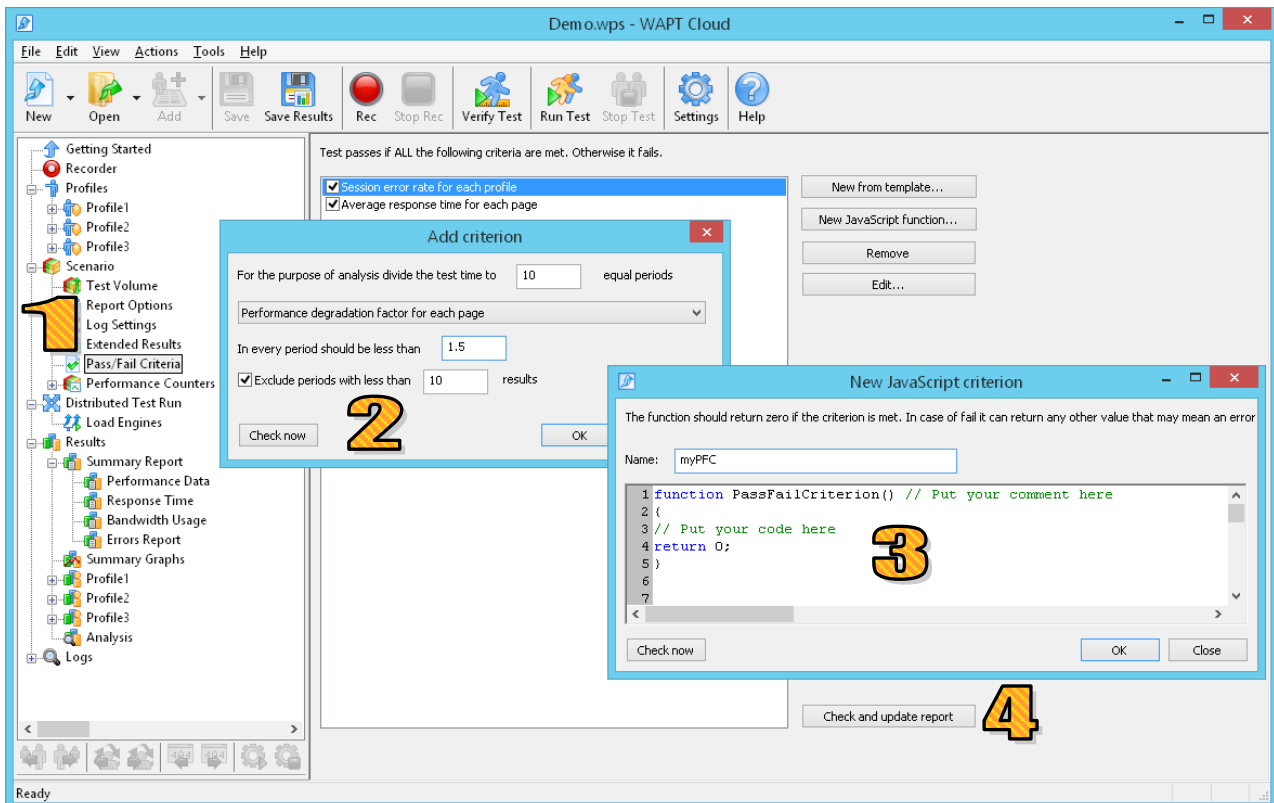 Demo.wps - WAPT Cloud
File Edit View Actions Tools Help
New Open Add Save Save Results Rec Stop Rec Verify Test Run Test Stop Test Settings Help
Getting Started
Recorder
Profiles
Profile1
Profile2
Profile3
Scenario
Test Volume
Report Options
Log Settings
Extended Results
Pass/Fail Criteria
Performance Counters
Distributed Test Run
Load Engines
Results
Summary Report
Performance Data
Response Time
Bandwidth Usage
Errors Report
Summary Graphs
Profile1
Profile2
Profile3
Analysis
Logs
1
Test passes if ALL the following criteria are met. Otherwise it fails.
Session error rate for each profile
Average response time for each page
New from template...
New JavaScript function...
Remove
Edit...
Add criterion
For the purpose of analysis divide the test time to 10 equal periods
Performance degradation factor for each page
In every period should be less than 1.5
Exclude periods with less than 10 results
Check now OK
2
New JavaScript criterion
The function should return zero if the criterion is met. In case of fail it can return any other value that may mean an error
Name: myPFC
1 function PassFailCriterion() // Put your comment here
2 {
3 // Put your code here
4 return 0;
5 }
6
7
3
Check now OK Close
Check and update report
4
404 404
Ready